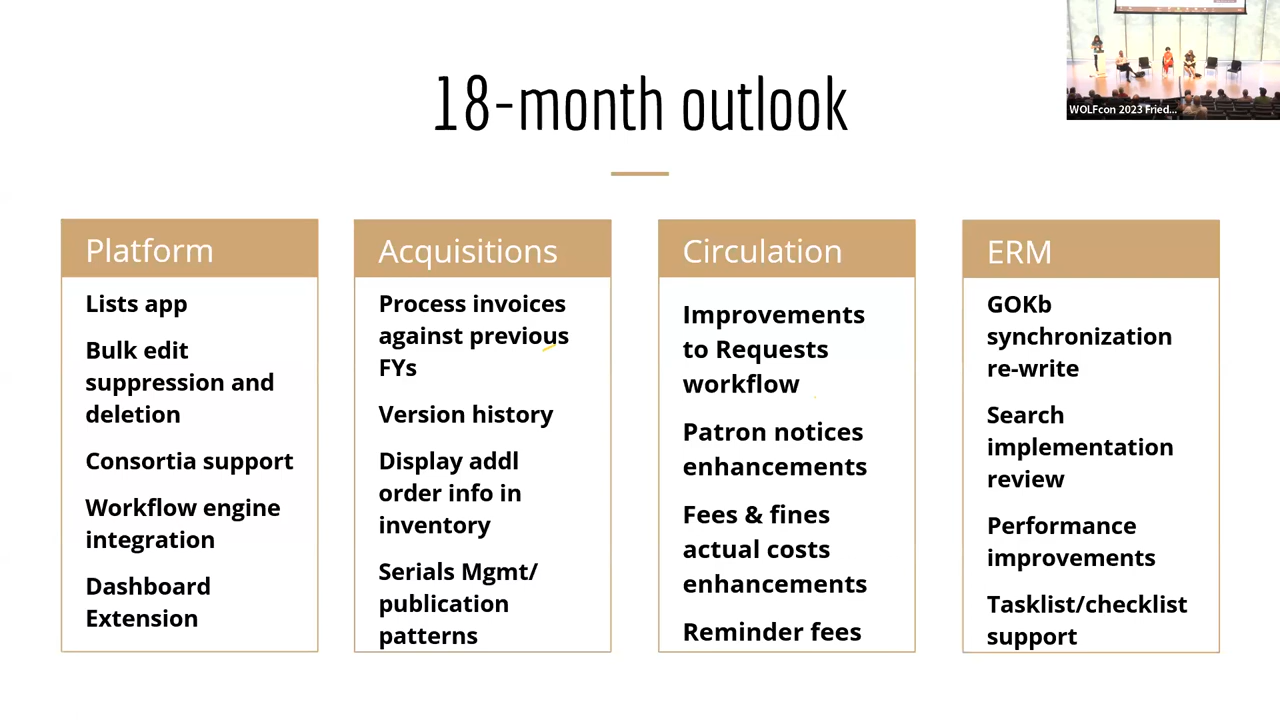 18-month outlook
WOLFcon 2023 Fried...
Platform
Lists app
Bulk edit
suppression and
deletion
Consortia support
Workflow engine
integration
Dashboard
Extension
Acquisitions
Process invoices
against previous
FYs
Version history
Display addl
order info in
inventory
Serials Mgmt/
publication
patterns
Circulation
Improvements
to Requests
workflow
Patron notices
enhancements
Fees & fines
actual costs
enhancements
Reminder fees
ERM
GOKb
synchronization
re-write
Search
implementation
review
Performance
improvements
Tasklist/checklist
support